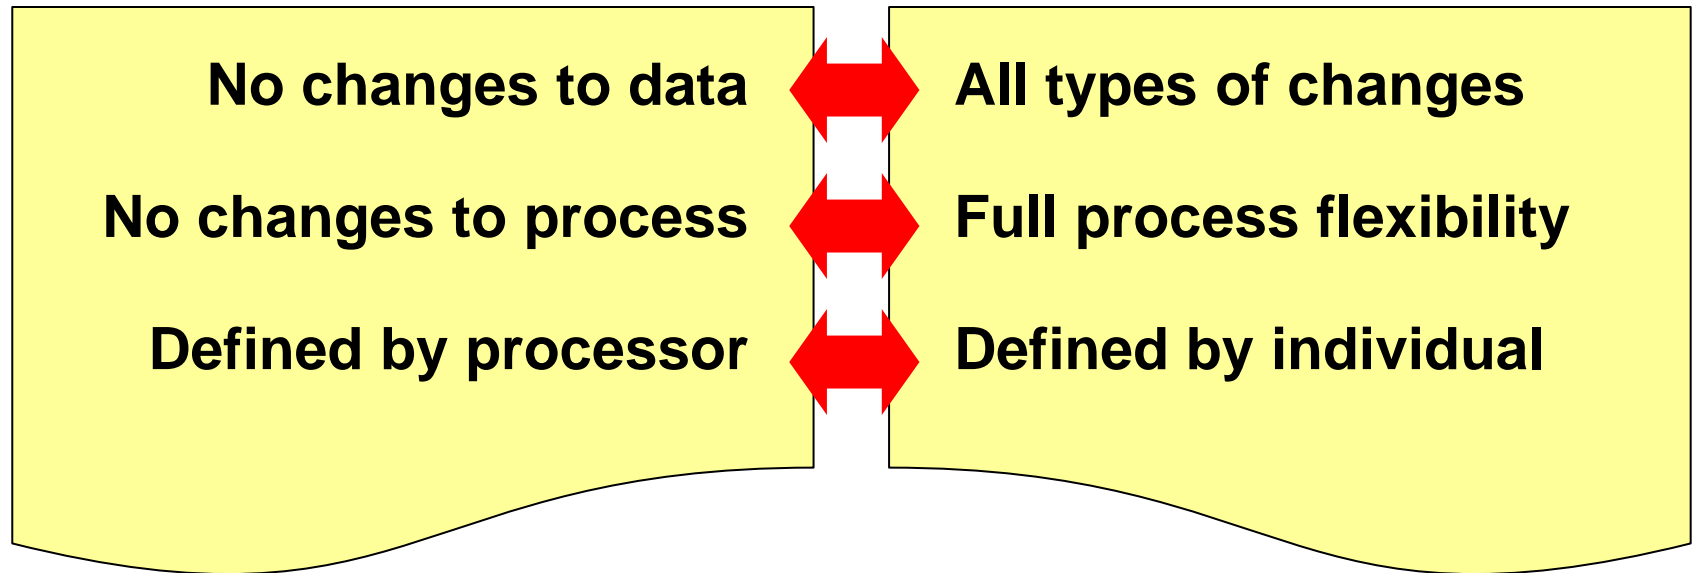 No changes to data
All types of changes
No changes to process
Full process flexibility
Defined by processor
Defined by individual